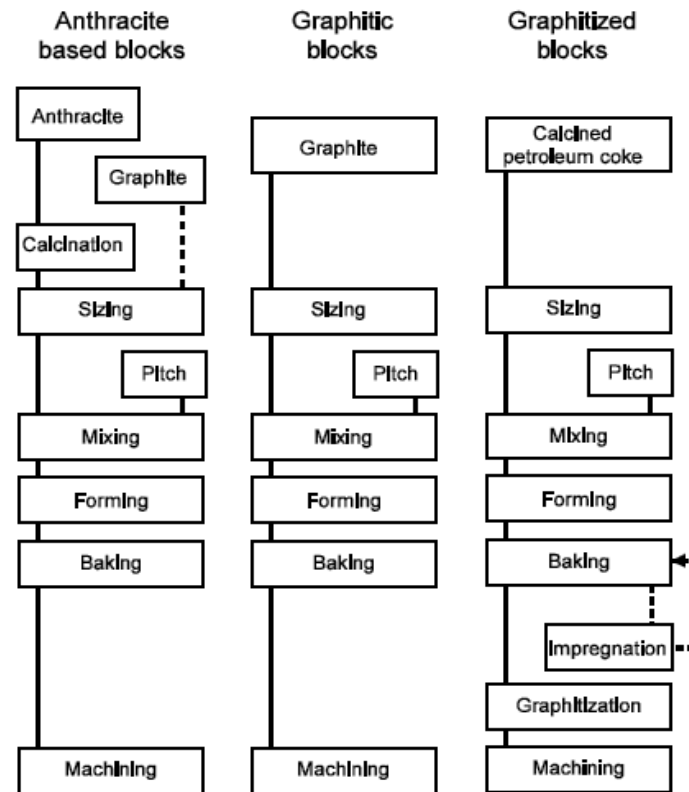 Anthracite
based blocks
Anthracite
Graphite
Calcination
Sizing
Pitch
Mixing
Forming
Baking
Machining
Graphitic
blocks
Graphite
Sizing
Pitch
Mixing
Forming
Baking
Machining
Graphitized
blocks
Calcined
petroleum coke
Sizing
Pitch
Mixing
Forming
Baking
Impregnation
Graphitization
Machining